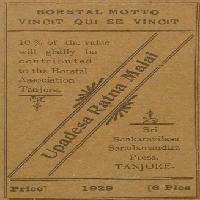 BORSTAL MOTTO
VINCIT QUI SE VINCIT
10% of the value
will gladly be
contributed
to the Borstal
Association
Tanjore.
Upadesa Ratna Malai
Sri
Sankaravilasa
Press,
TANJORE-
Price] 1929 [6 Pies